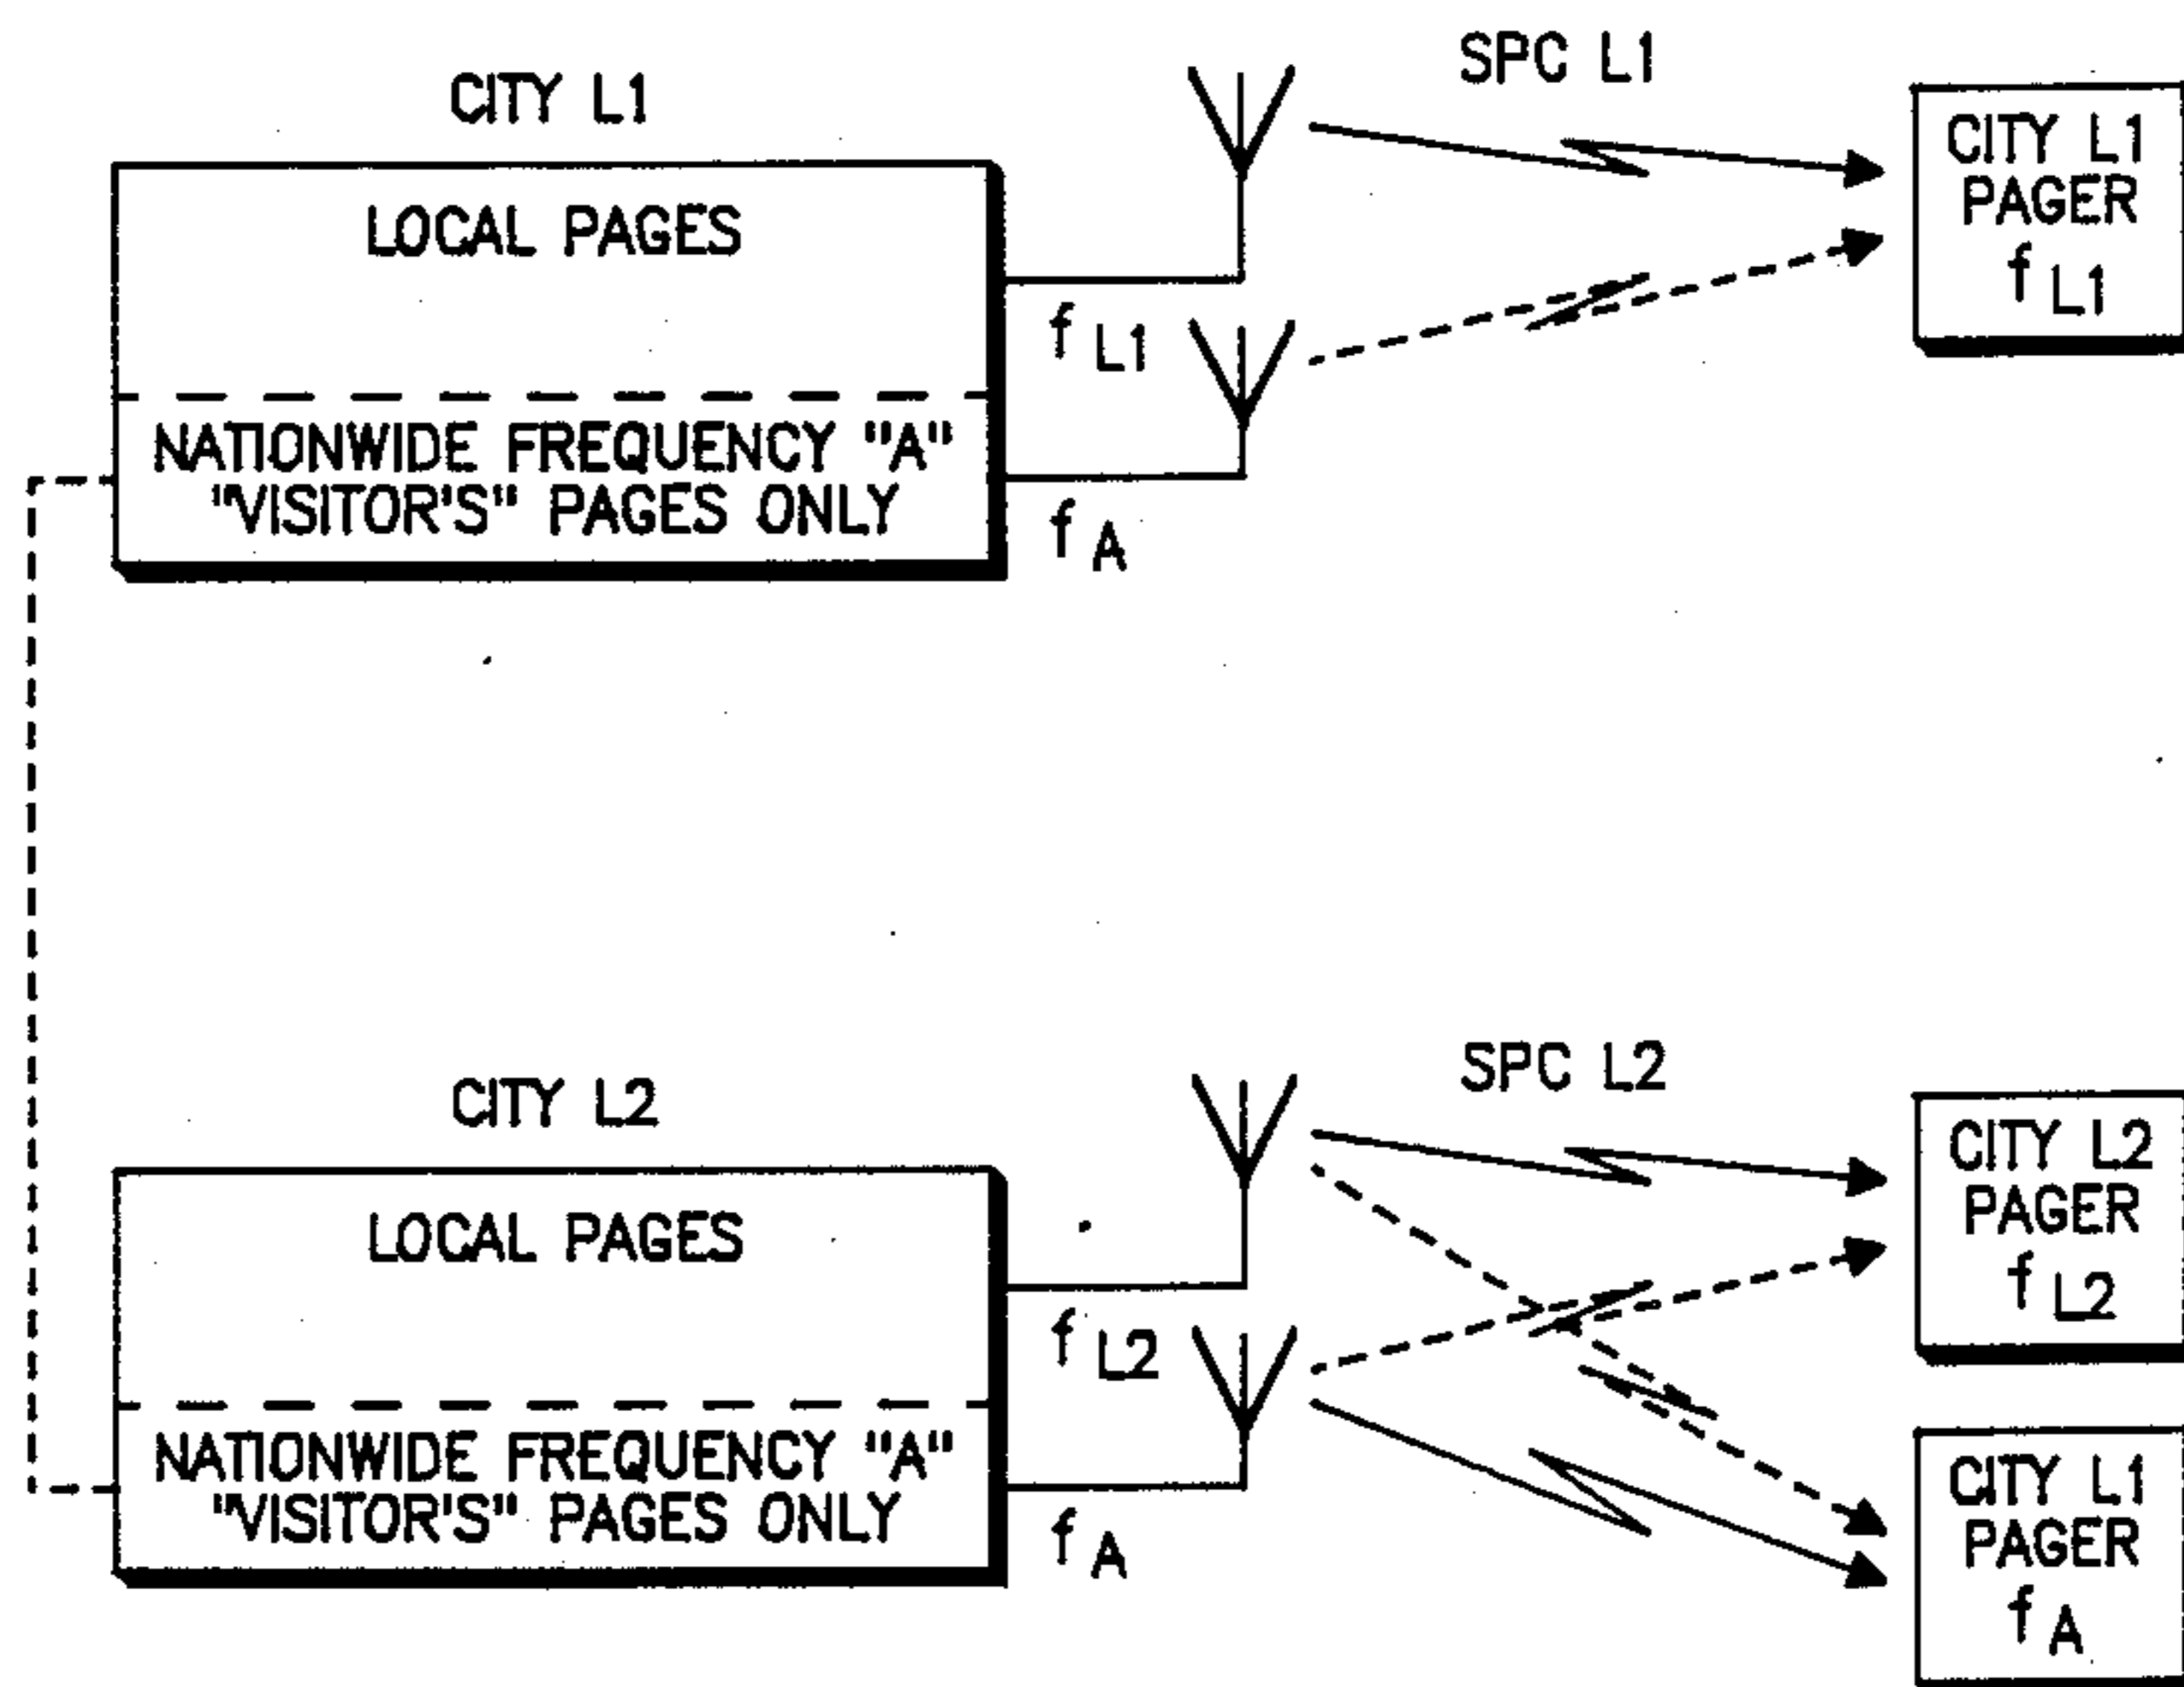 CITY L1
SPC L1
LOCAL PAGES
f L1
NATIONWIDE FREQUENCY "A"
"VISITOR'S" PAGES ONLY
f A
CITY L1
PAGER
f L1
CITY L2
SPC L2
LOCAL PAGES
f L2
NATIONWIDE FREQUENCY "A"
"VISITOR'S" PAGES ONLY
f A
CITY L2
PAGER
f L2
CITY L1
PAGER
f A